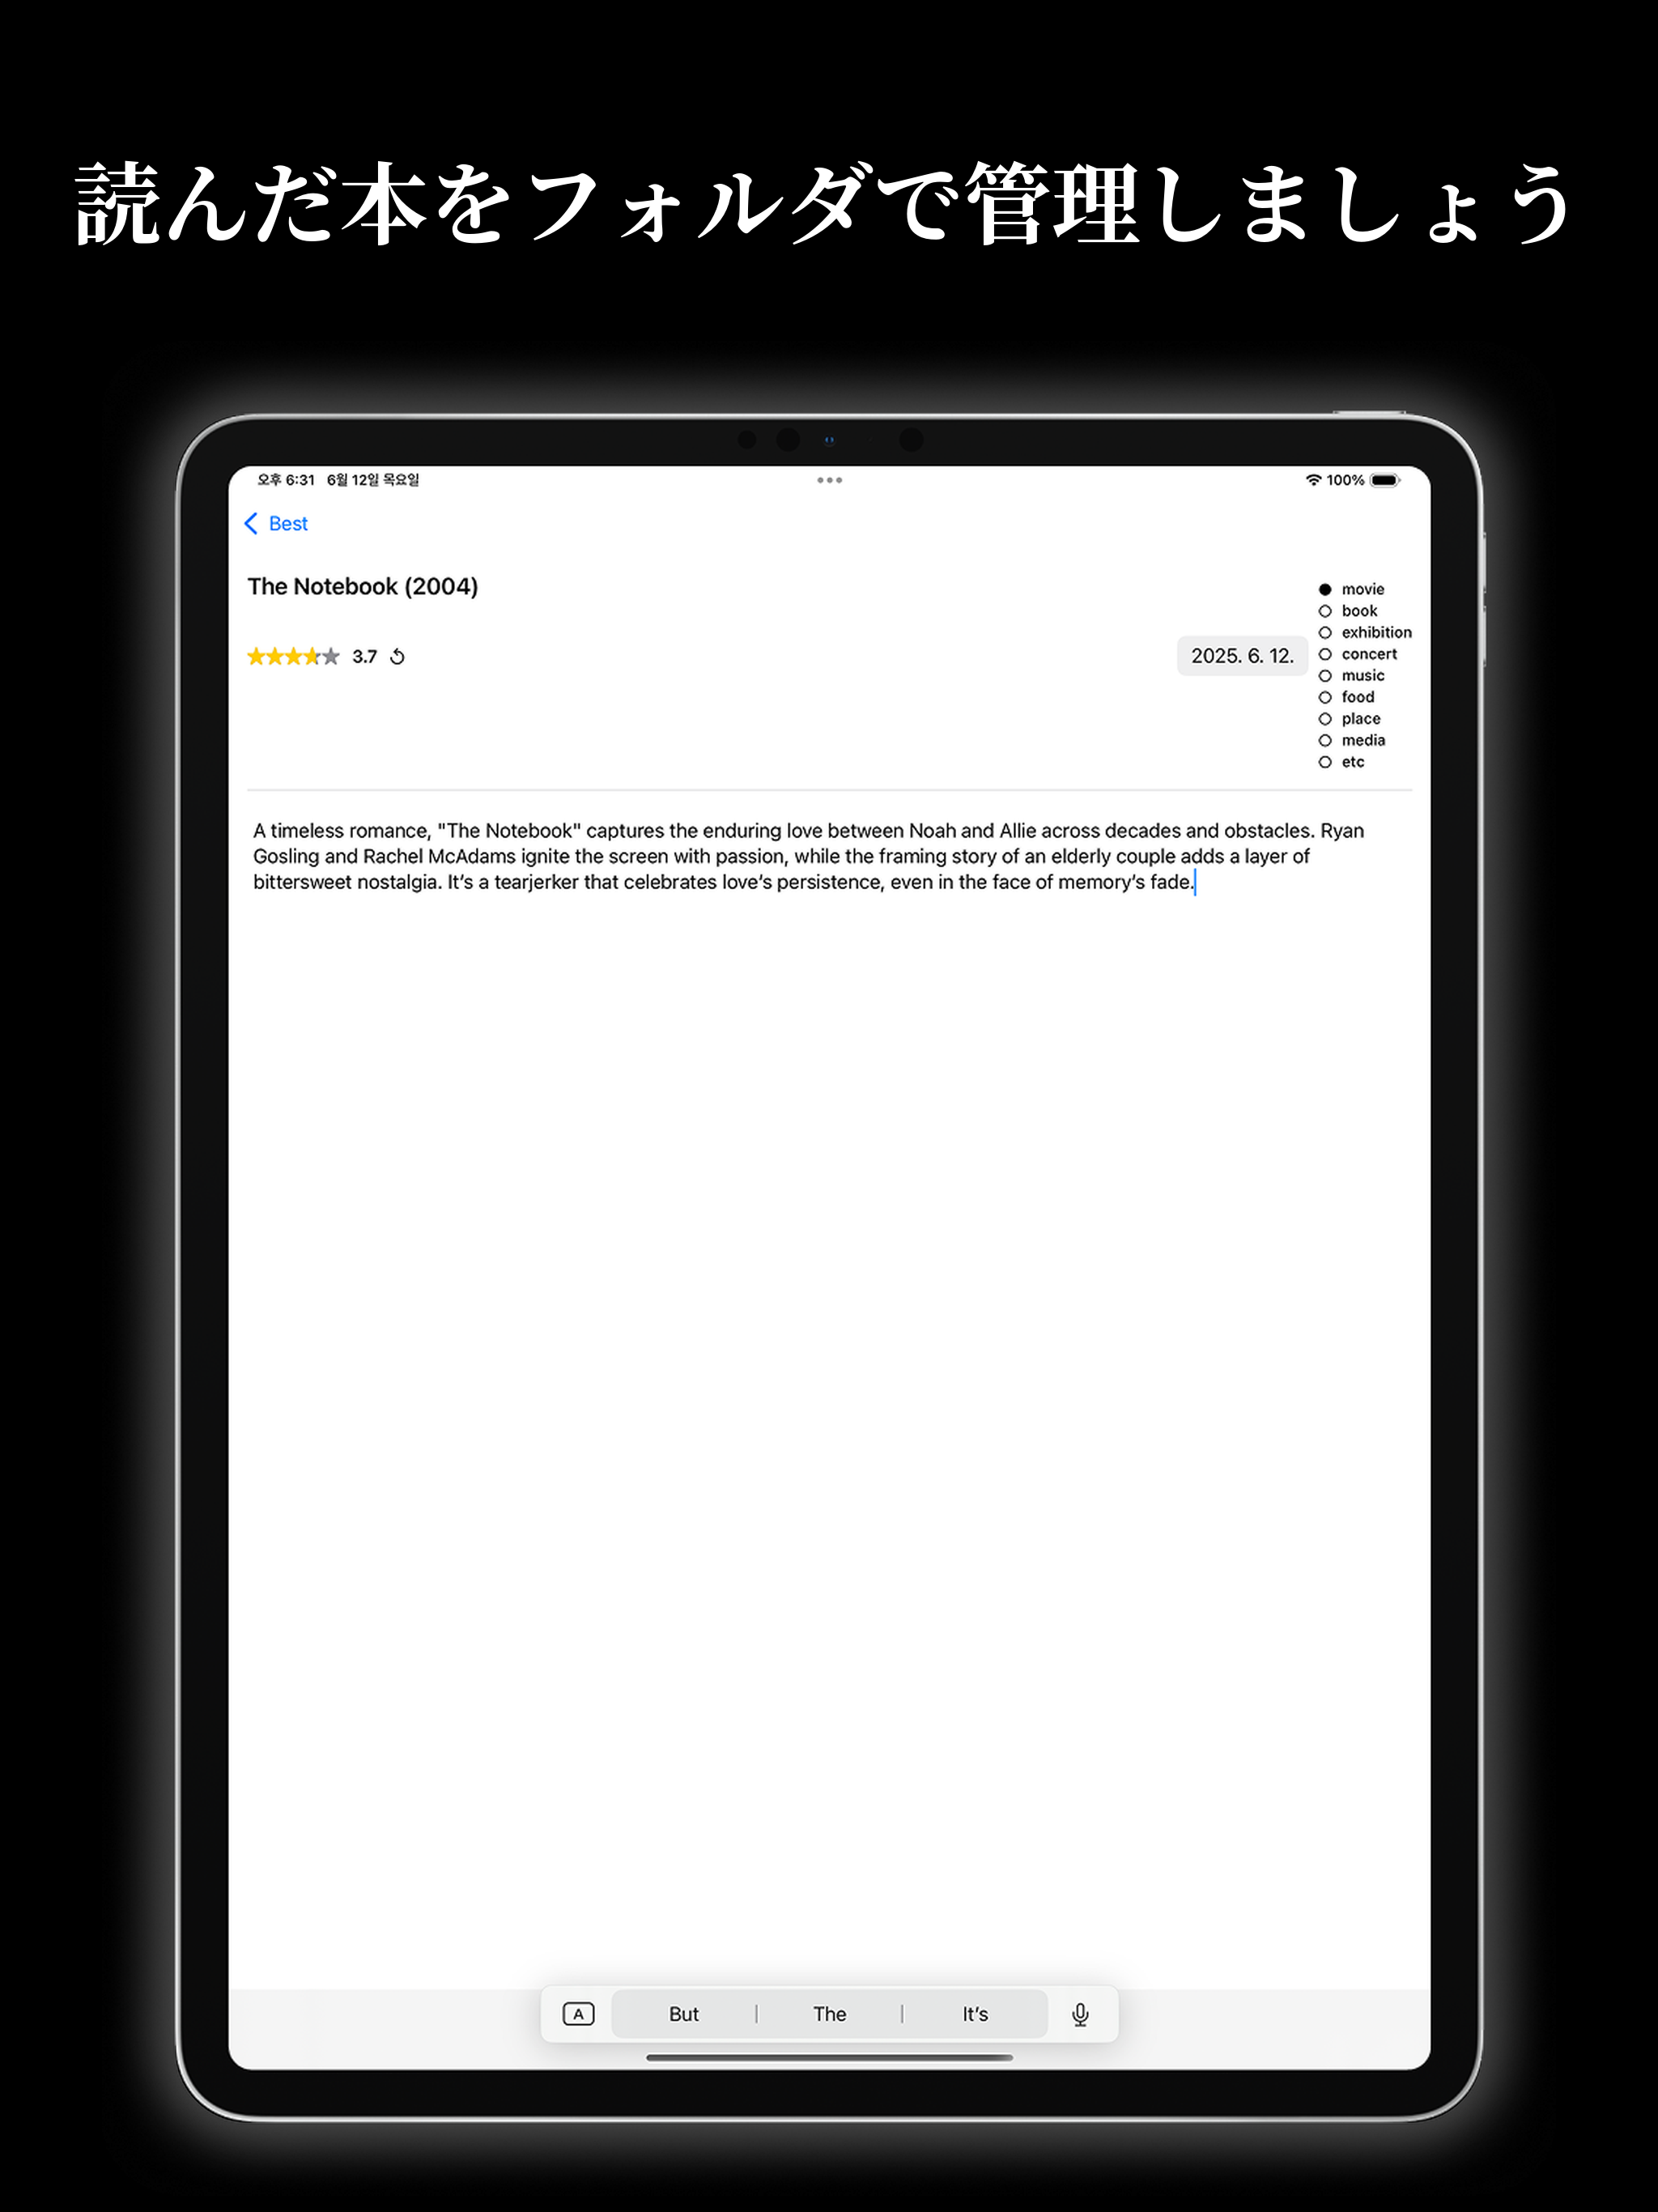 読んだ本をフォルダで管理しましょう
오후 6:31 6월 12일 목요일
100%
Best
The Notebook (2004)
3.7
2025. 6. 12.
movie
book
exhibition
concert
music
food
place
media
etc
A timeless romance, "The Notebook" captures the enduring love between Noah and Allie across decades and obstacles. Ryan
Gosling and Rachel McAdams ignite the screen with passion, while the framing story of an elderly couple adds a layer of
bittersweet nostalgia. It’s a tearjerker that celebrates love’s persistence, even in the face of memory’s fade.
A
But
The
It’s